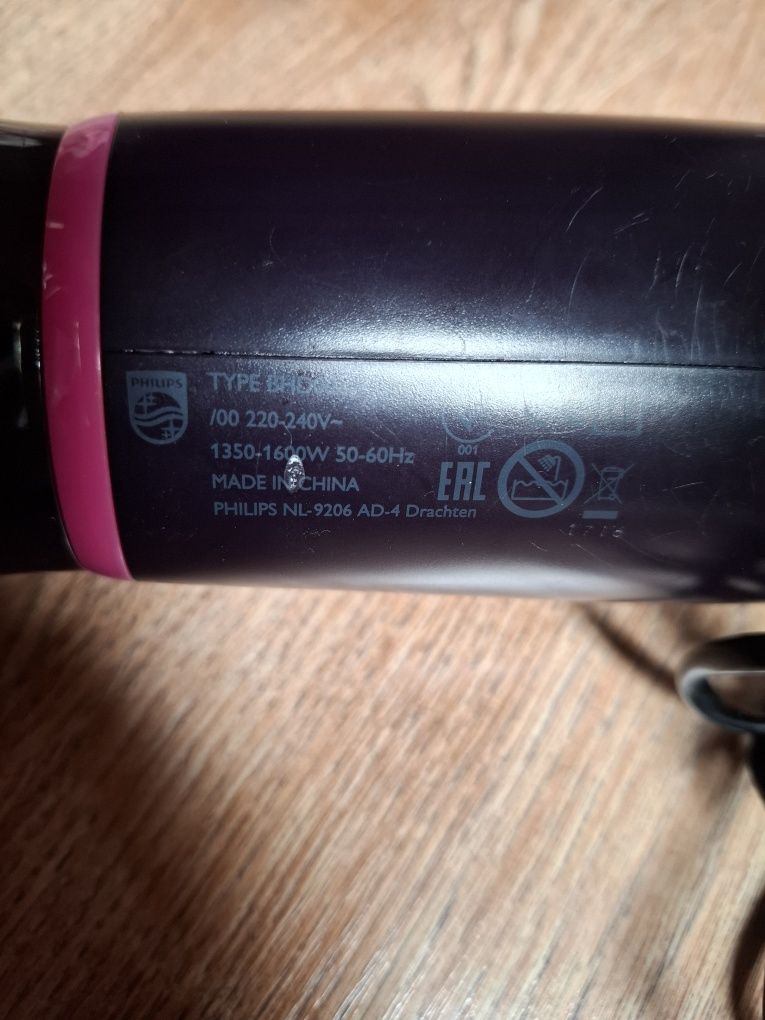 PHILIPS
TYPE
/00 220-240V~
1350-1600W 50-60Hz
MADE IN CHINA
PHILIPS NL-9206 AD-4 Drachten
001
EAC